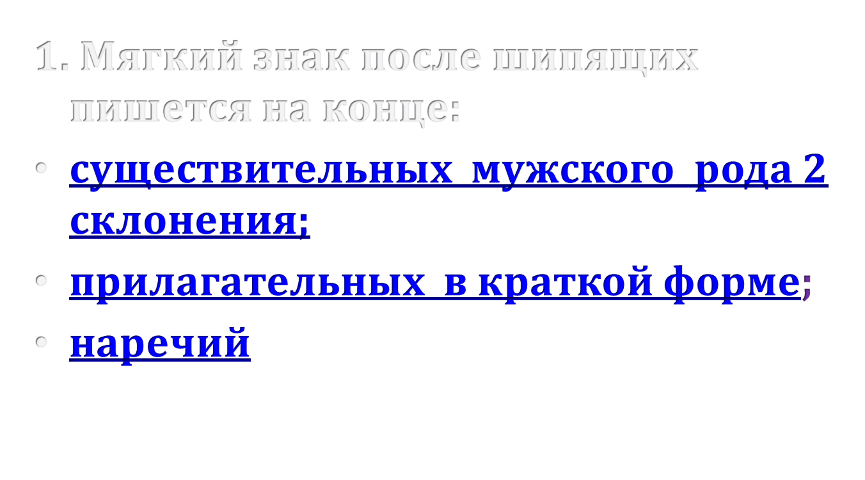 1. Мягкий знак после шипящих
пишется на конце:
• существительных мужского рода 2
склонения;
• прилагательных в краткой форме;
• наречий